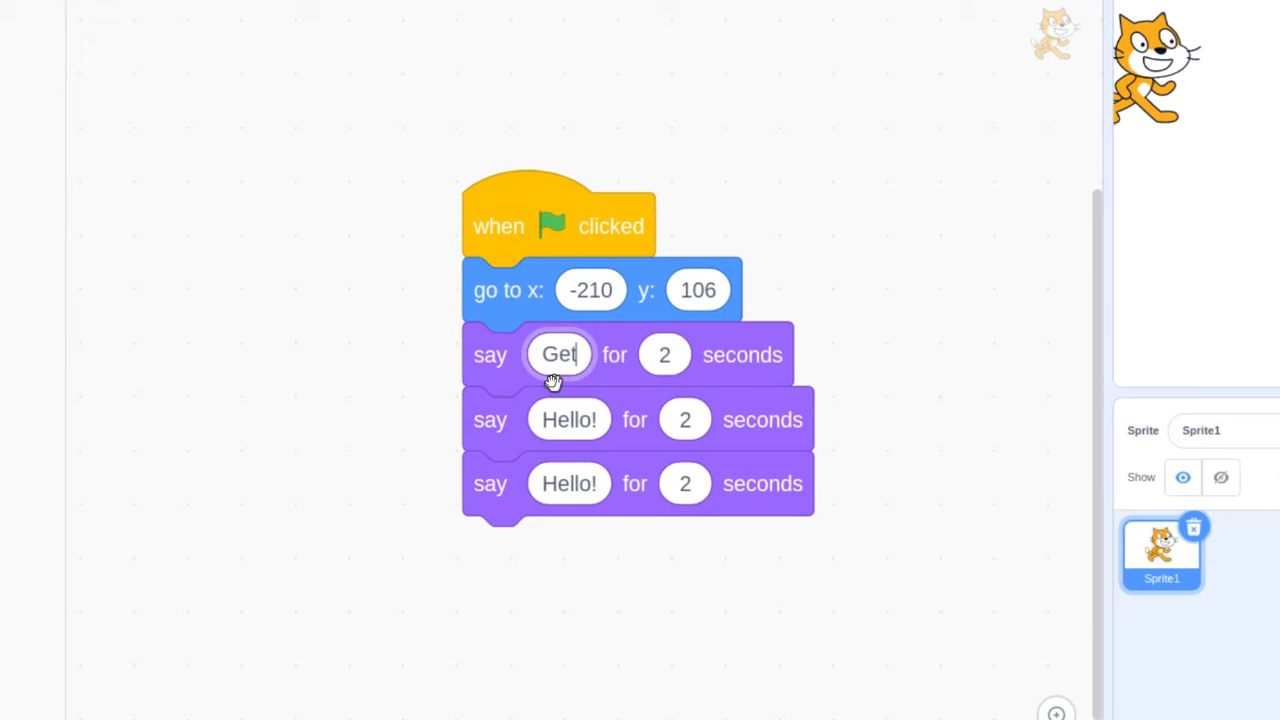 when clicked
go to x: -210 y: 106
say Get for 2 seconds
say Hello! for 2 seconds
say Hello! for 2 seconds
Sprite Sprite1
Show
Sprite1